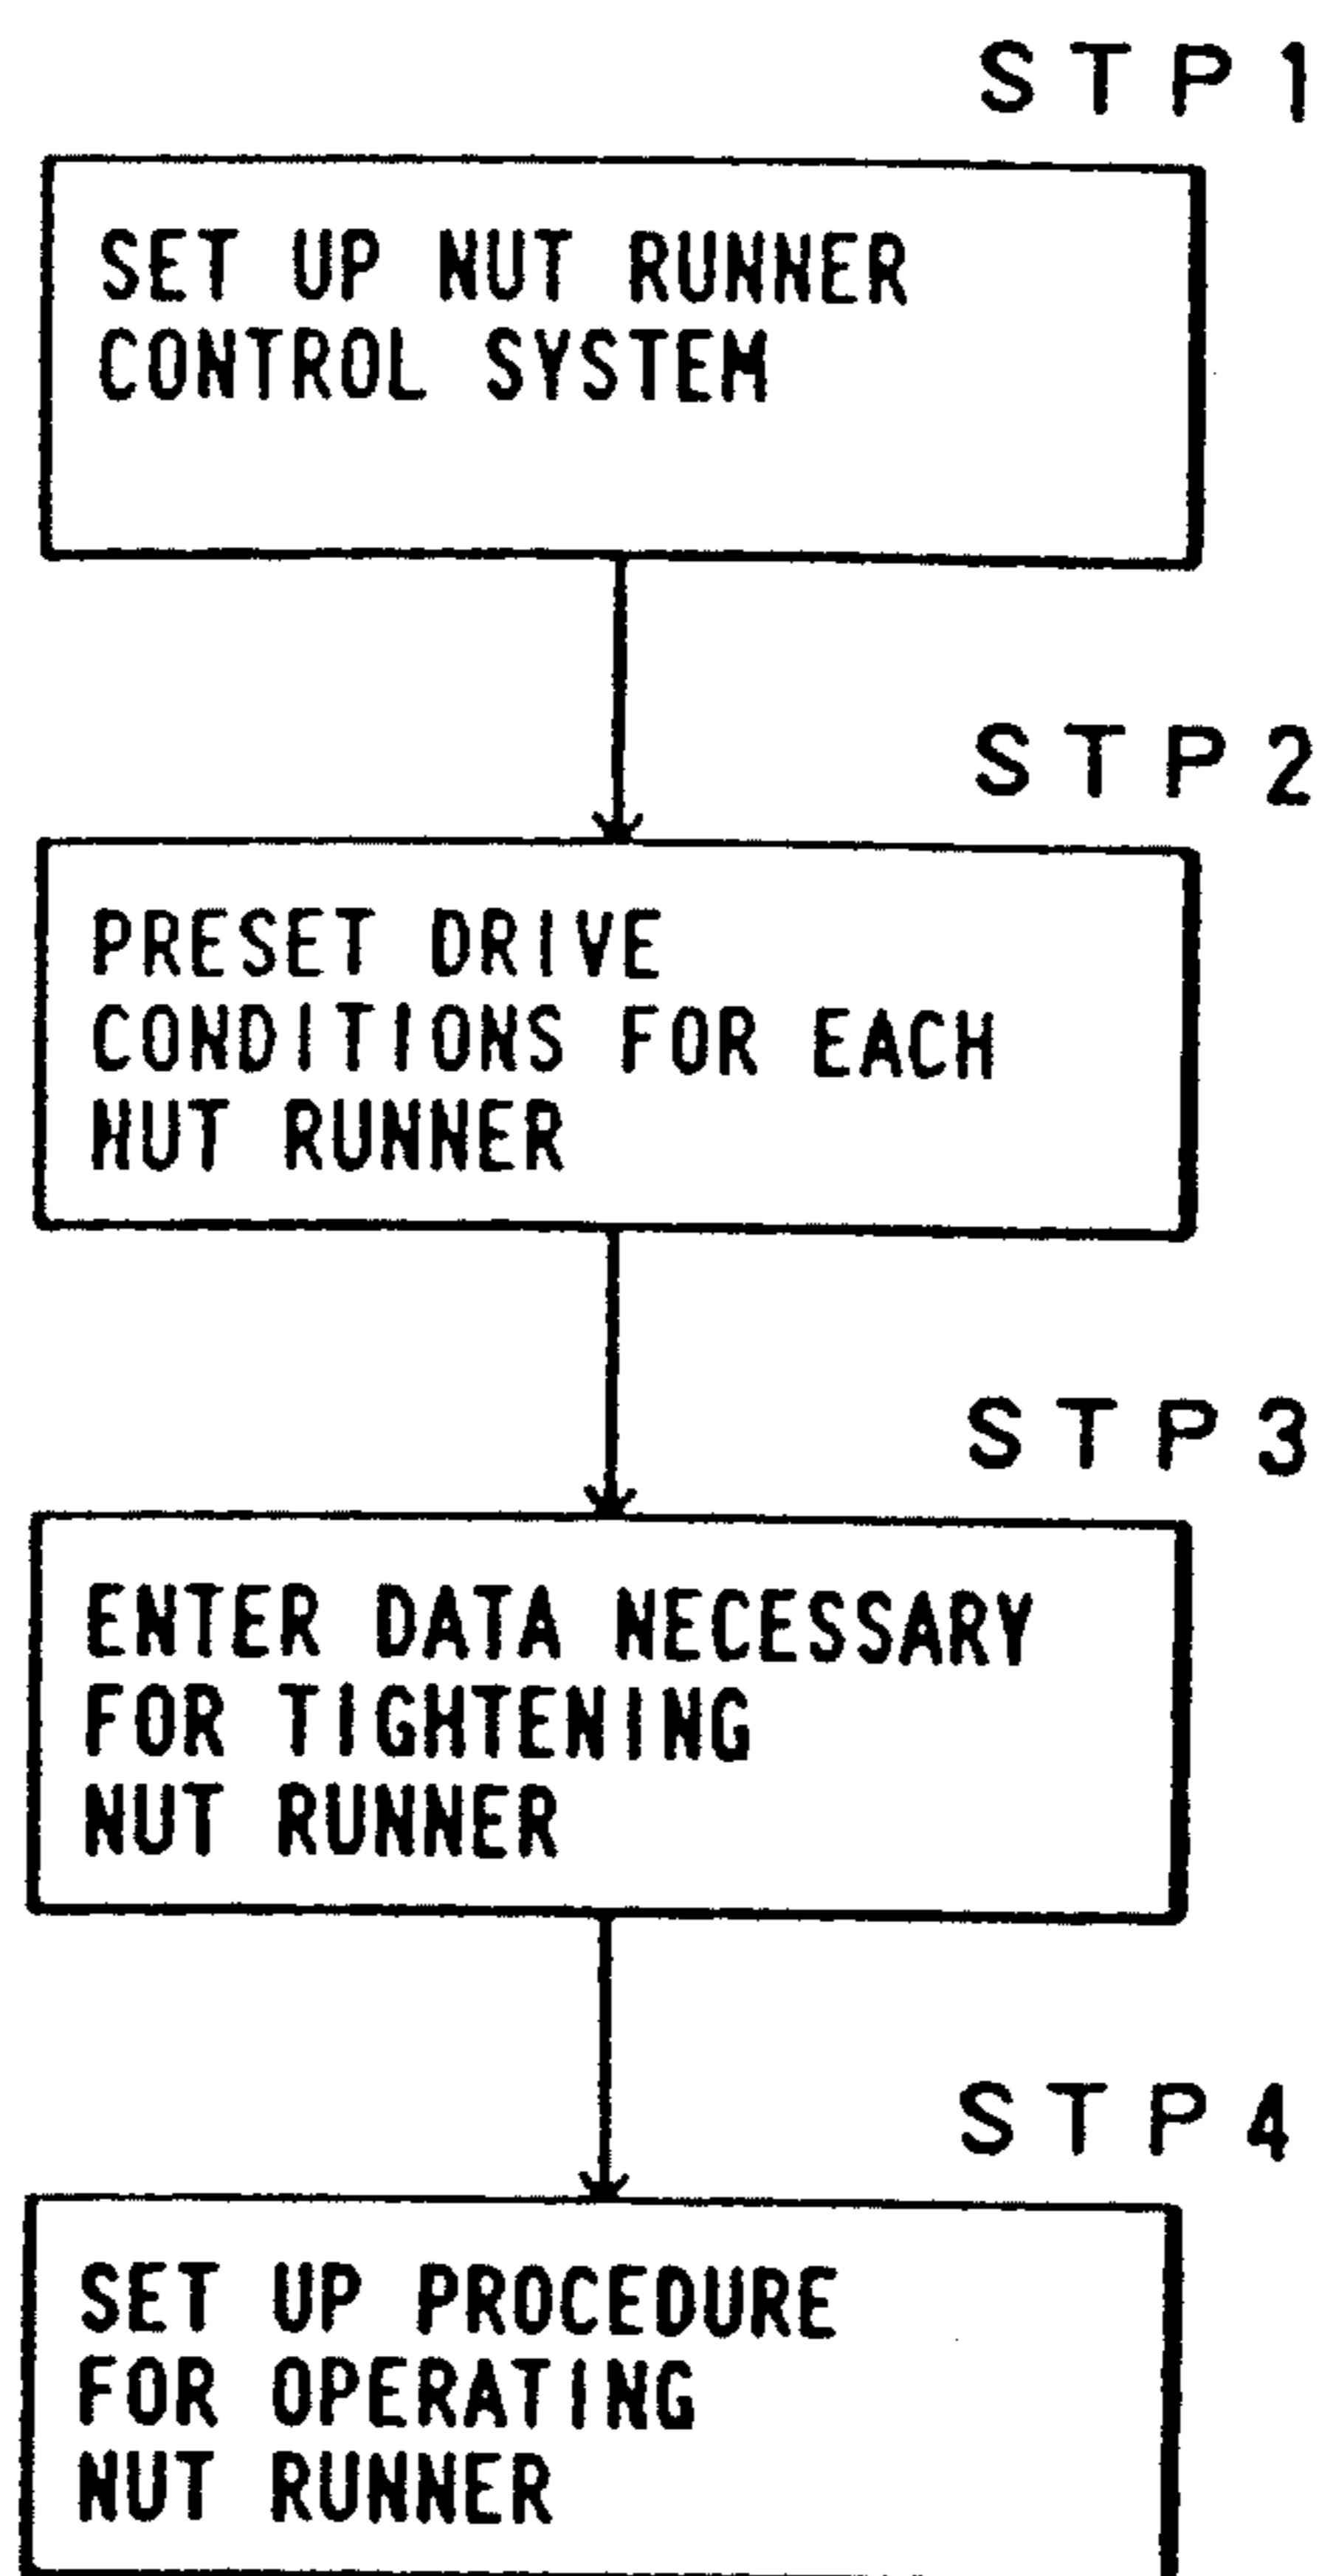 STP1
SET UP NUT RUNNER
CONTROL SYSTEM
STP2
PRESET DRIVE
CONDITIONS FOR EACH
NUT RUNNER
STP3
ENTER DATA NECESSARY
FOR TIGHTENING
NUT RUNNER
STP4
SET UP PROCEDURE
FOR OPERATING
NUT RUNNER